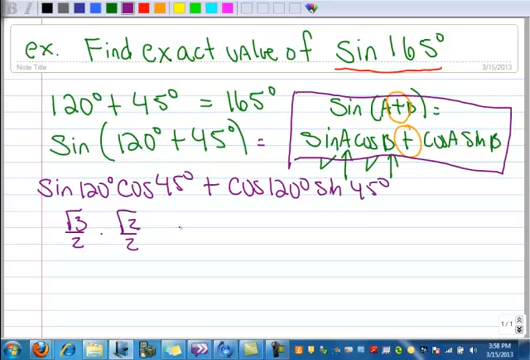 ex. Find exact value of Sin 165°
Note Title
3/15/2013
120° + 45° = 165°
Sin (A+B) =
Sin (120° + 45°) =
SinA cos B + cosA sin B
Sin 120° cos 45° + cos 120° sin 45°
√3/2 · √2/2
1/1
3:58 PM
3/15/2013